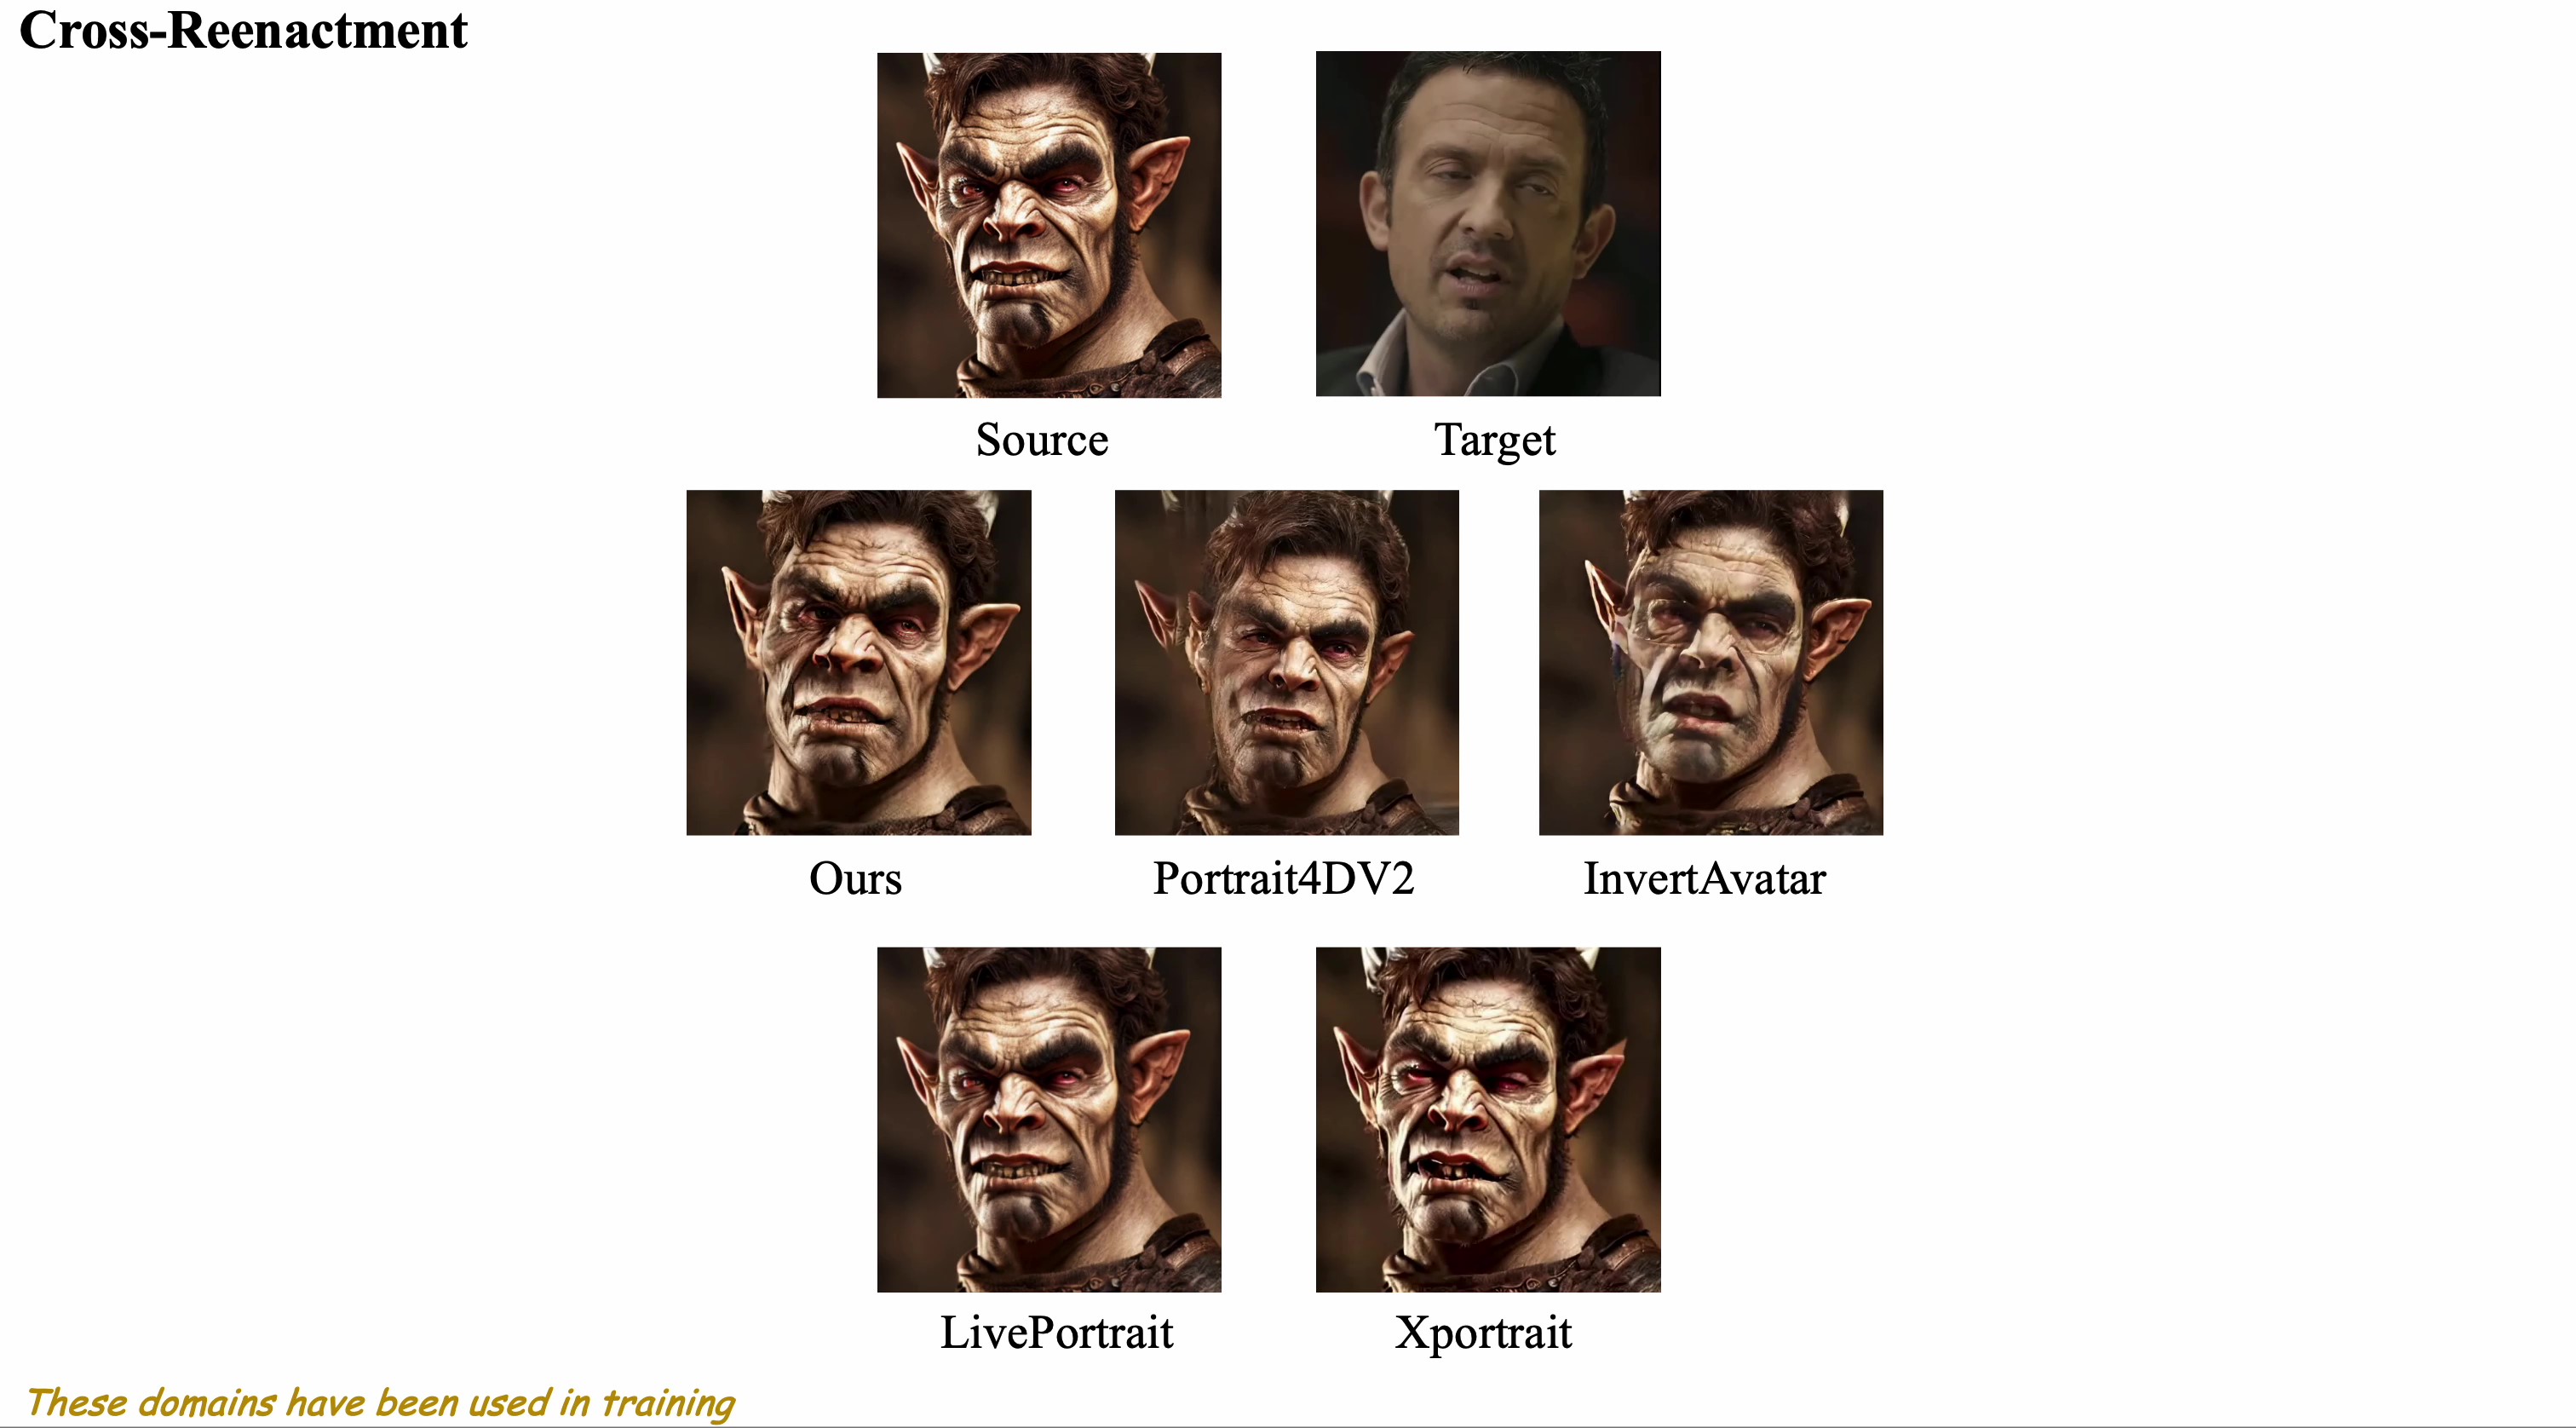 Cross-Reenactment
Source
Target
Ours
Portrait4DV2
InvertAvatar
LivePortrait
Xportrait
These domains have been used in training